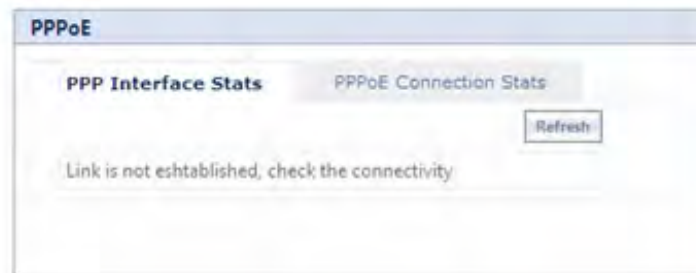 PPPoE
PPP Interface Stats PPPoE Connection Stats
Refresh
Link is not eshtablished, check the connectivity